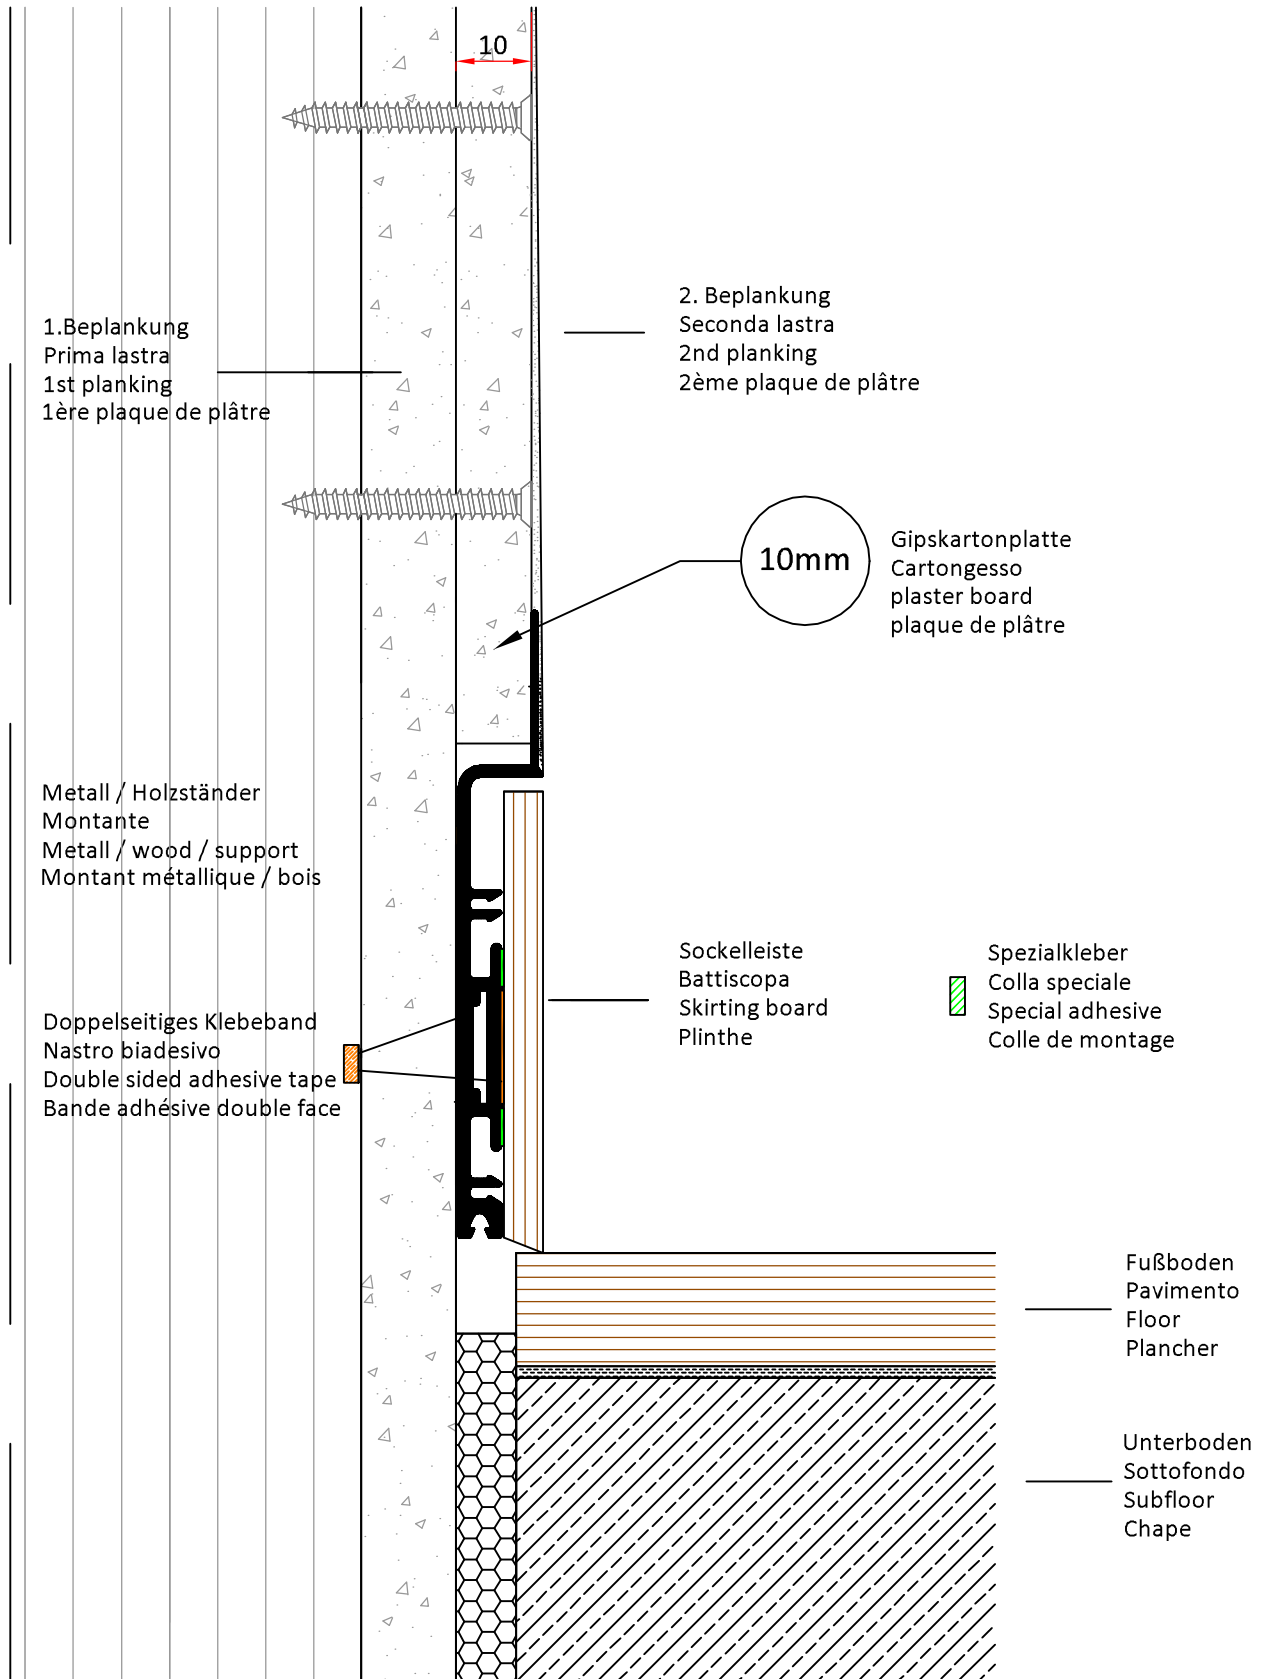 10
2. Beplankung
Seconda lastra
2nd planking
2ème plaque de plâtre
1.Beplankung
Prima lastra
1st planking
1ère plaque de plâtre
10mm
Gipskartonplatte
Cartongesso
plaster board
plaque de plâtre
Metall / Holzständer
Montante
Metall / wood / support
Montant métallique / bois
Sockelleiste
Battiscopa
Skirting board
Plinthe
Spezialkleber
Colla speciale
Special adhesive
Colle de montage
Doppelseitiges Klebeband
Nastro biadesivo
Double sided adhesive tape
Bande adhésive double face
Fußboden
Pavimento
Floor
Plancher
Unterboden
Sottofondo
Subfloor
Chape